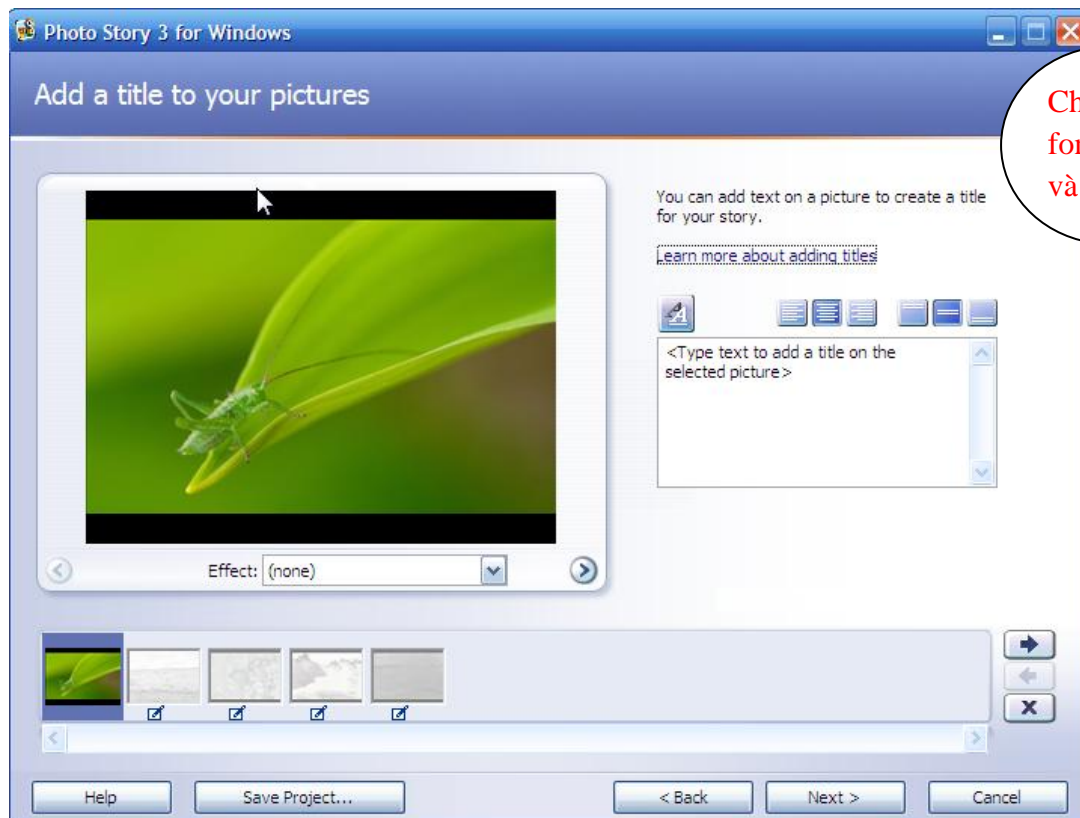 Photo Story 3 for Windows
Add a title to your pictures
và
You can add text on a picture to create a title
for your story.
Learn more about adding titles
A
<Type text to add a title on the
selected picture>
Effect: (none)
Help
Save Project...
< Back
Next >
Cancel